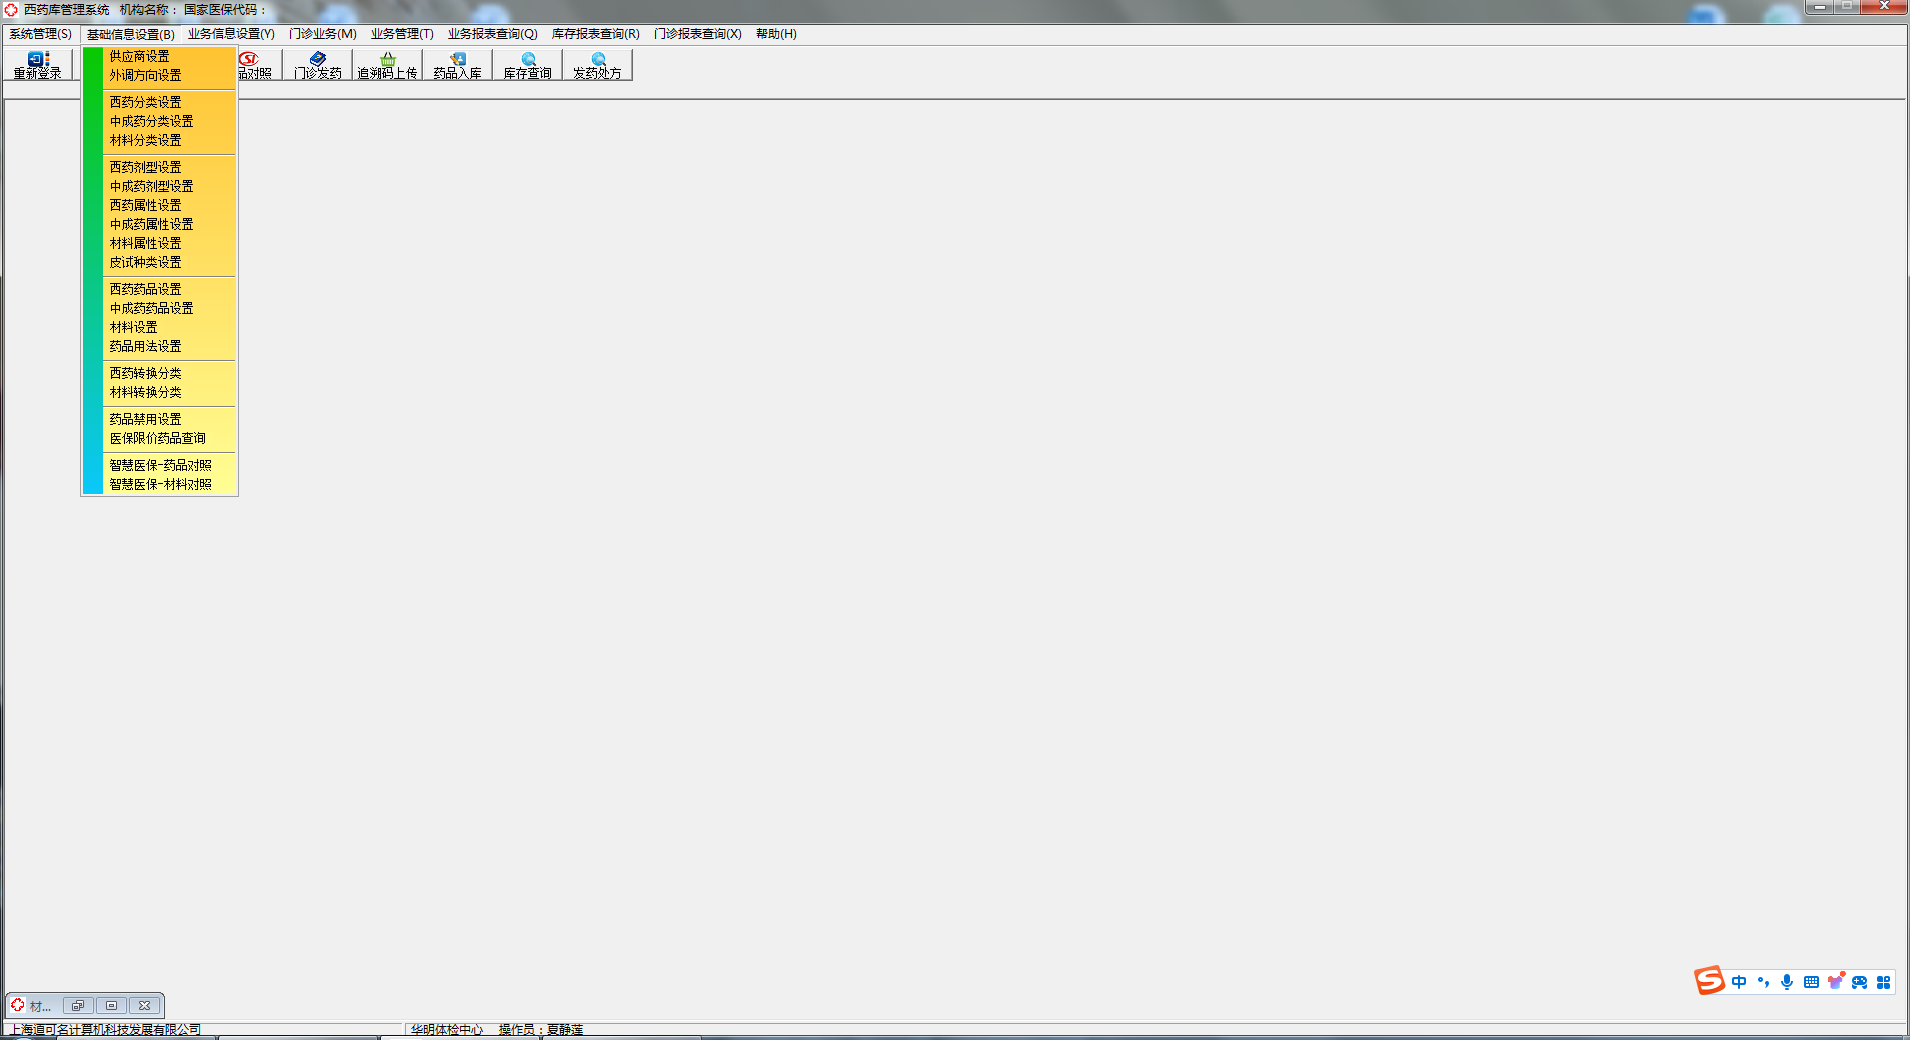 西药库管理系统 机构名称： 国家医保代码：
系统管理(S) 基础信息设置(B) 业务信息设置(Y) 门诊业务(M) 业务管理(T) 业务报表查询(Q) 库存报表查询(R) 门诊报表查询(X) 帮助(H)
重新登录 品对照 门诊发药 追溯码上传 药品入库 库存查询 发药处方
供应商设置
外调方向设置
西药分类设置
中成药分类设置
材料分类设置
西药剂型设置
中成药剂型设置
西药属性设置
中成药属性设置
材料属性设置
皮试种类设置
西药药品设置
中成药药品设置
材料设置
药品用法设置
西药转换分类
材料转换分类
药品禁用设置
医保限价药品查询
智慧医保-药品对照
智慧医保-材料对照
中
材...
上海道可名计算机科技发展有限公司 华明体检中心 操作员：夏静莲